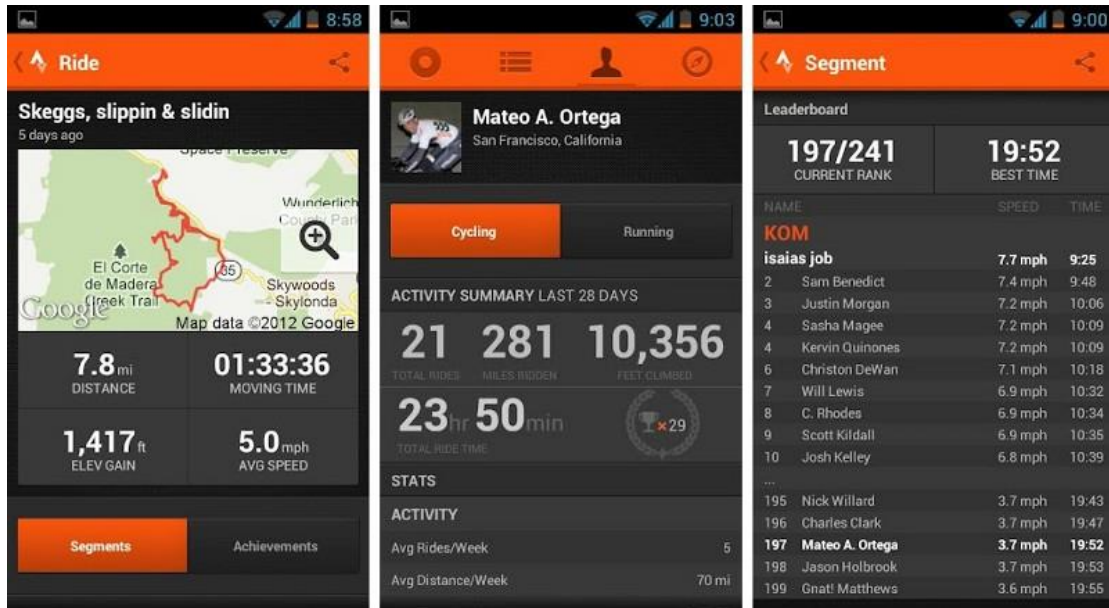 8:58
Ride
Skeggs, slippin & slidin
5 days ago
Space Preserve
Wunderlich
County Park
El Corte
de Madera
Creek Trail
35
Skywoods
- Skylonda
Google
Map data ©2012 Google
7.8 mi
DISTANCE
01:33:36
MOVING TIME
1,417 ft
ELEV GAIN
5.0 mph
AVG SPEED
Segments
Achievements
9:03
Mateo A. Ortega
San Francisco, California
Cycling
Running
ACTIVITY SUMMARY LAST 28 DAYS
21
TOTAL RIDES
281
MILES RIDDEN
10,356
FEET CLIMBED
23hr 50min
TOTAL RIDE TIME
×29
STATS
ACTIVITY
Avg Rides/Week 5
Avg Distance/Week 70 mi
9:00
Segment
Leaderboard
197/241
CURRENT RANK
19:52
BEST TIME
NAME SPEED TIME
KOM
isaias job 7.7 mph 9:25
2 Sam Benedict 7.4 mph 9:48
3 Justin Morgan 7.2 mph 10:06
4 Sasha Magee 7.2 mph 10:09
4 Kervin Quinones 7.2 mph 10:09
6 Christon DeWan 7.1 mph 10:18
7 Will Lewis 6.9 mph 10:32
8 C. Rhodes 6.9 mph 10:34
9 Scott Kildall 6.9 mph 10:35
10 Josh Kelley 6.8 mph 10:39
...
195 Nick Willard 3.7 mph 19:43
196 Charles Clark 3.7 mph 19:47
197 Mateo A. Ortega 3.7 mph 19:52
198 Jason Holbrook 3.7 mph 19:53
199 Gnat! Matthews 3.6 mph 19:55